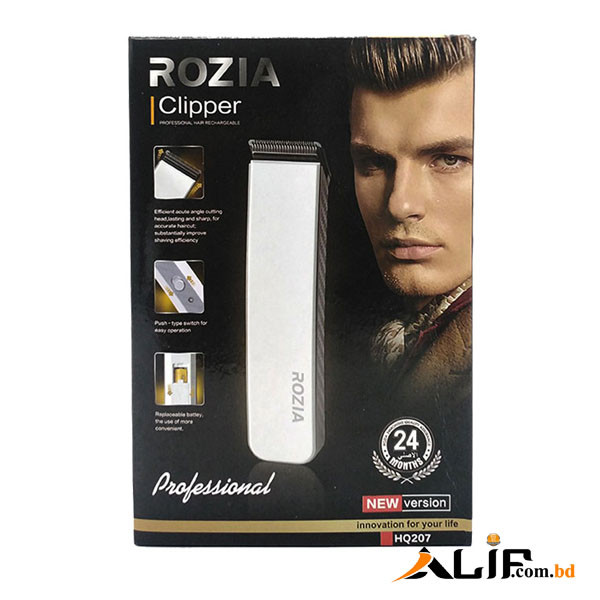 ROZIA
Clipper
PROFESSIONAL HAIR RECHARGEABLE
Efficient acute angle cutting
head,lasting and sharp, for
accurate haircut;
substantially improve
shaving efficiency
Push - type switch for
easy operation
Replaceable battey,
the use of more
convenient.
ROZIA
Professional
24
الأصلي
MONTHS
NEW version
innovation for your life
HQ207
ALIF.com.bd